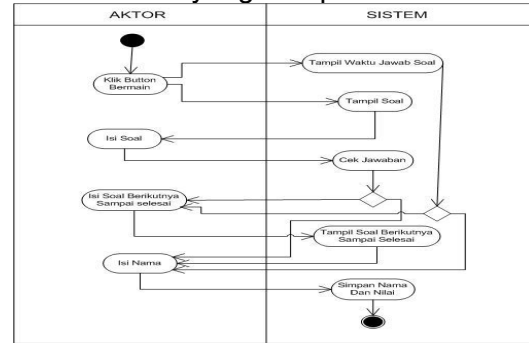 AKTOR
SISTEM
Klik Button
Bermain
Tampil Waktu Jawab Soal
Tampil Soal
Isi Soal
Cek Jawaban
Isi Soal Berikutnya
Sampai selesai
Tampil Soal Berikutnya
Sampai Selesai
Isi Nama
Simpan Nama
Dan Nilai